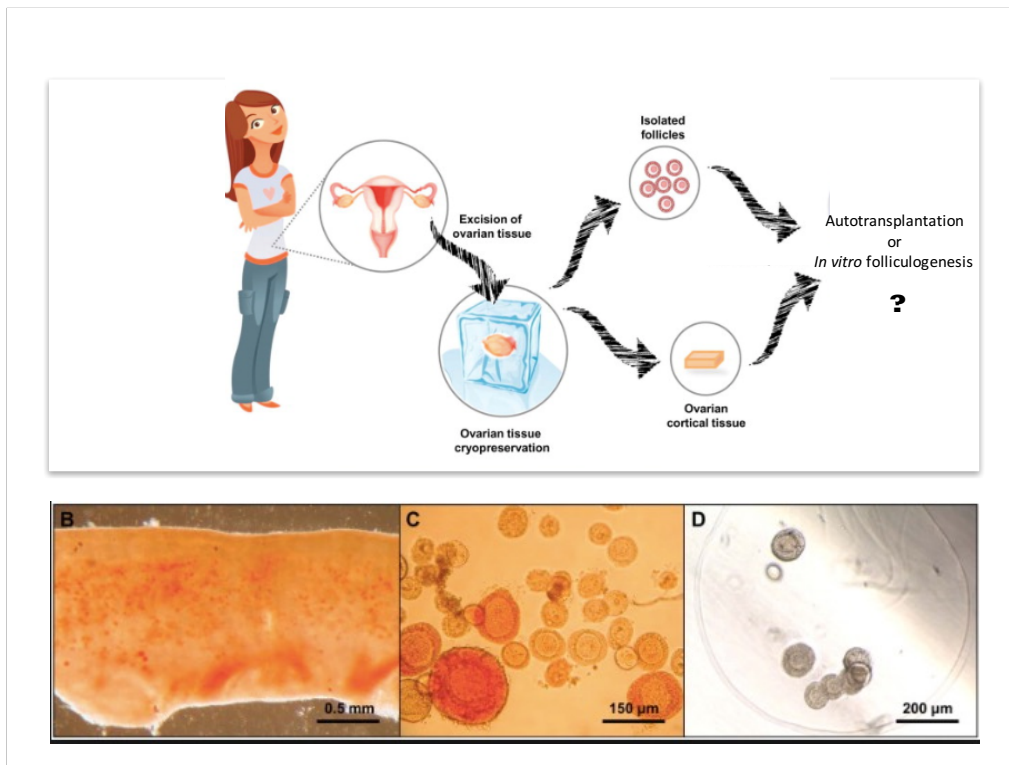 Isolated
follicles
Excision of
ovarian tissue
Autotransplantation
or
In vitro folliculogenesis
?
Ovarian tissue
cryopreservation
Ovarian
cortical tissue
B
0.5 mm
C
150 µm
D
200 µm